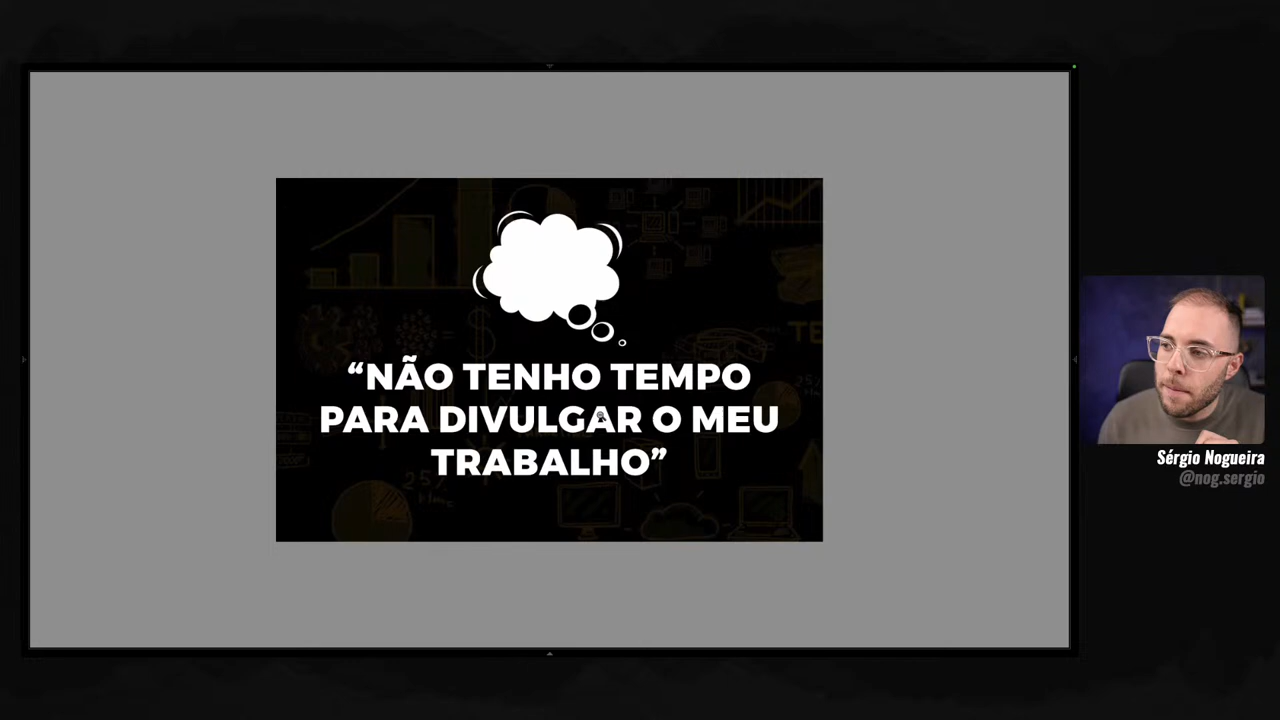 “NÃO TENHO TEMPO
PARA DIVULGAR O MEU
TRABALHO”
Sérgio Nogueira
@nog.sergio